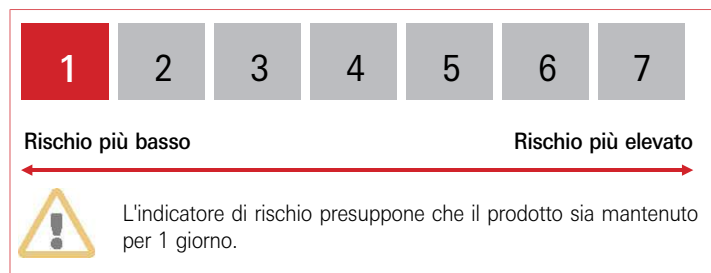 1 2 3 4 5 6 7
Rischio più basso Rischio più elevato
L'indicatore di rischio presuppone che il prodotto sia mantenuto
per 1 giorno.